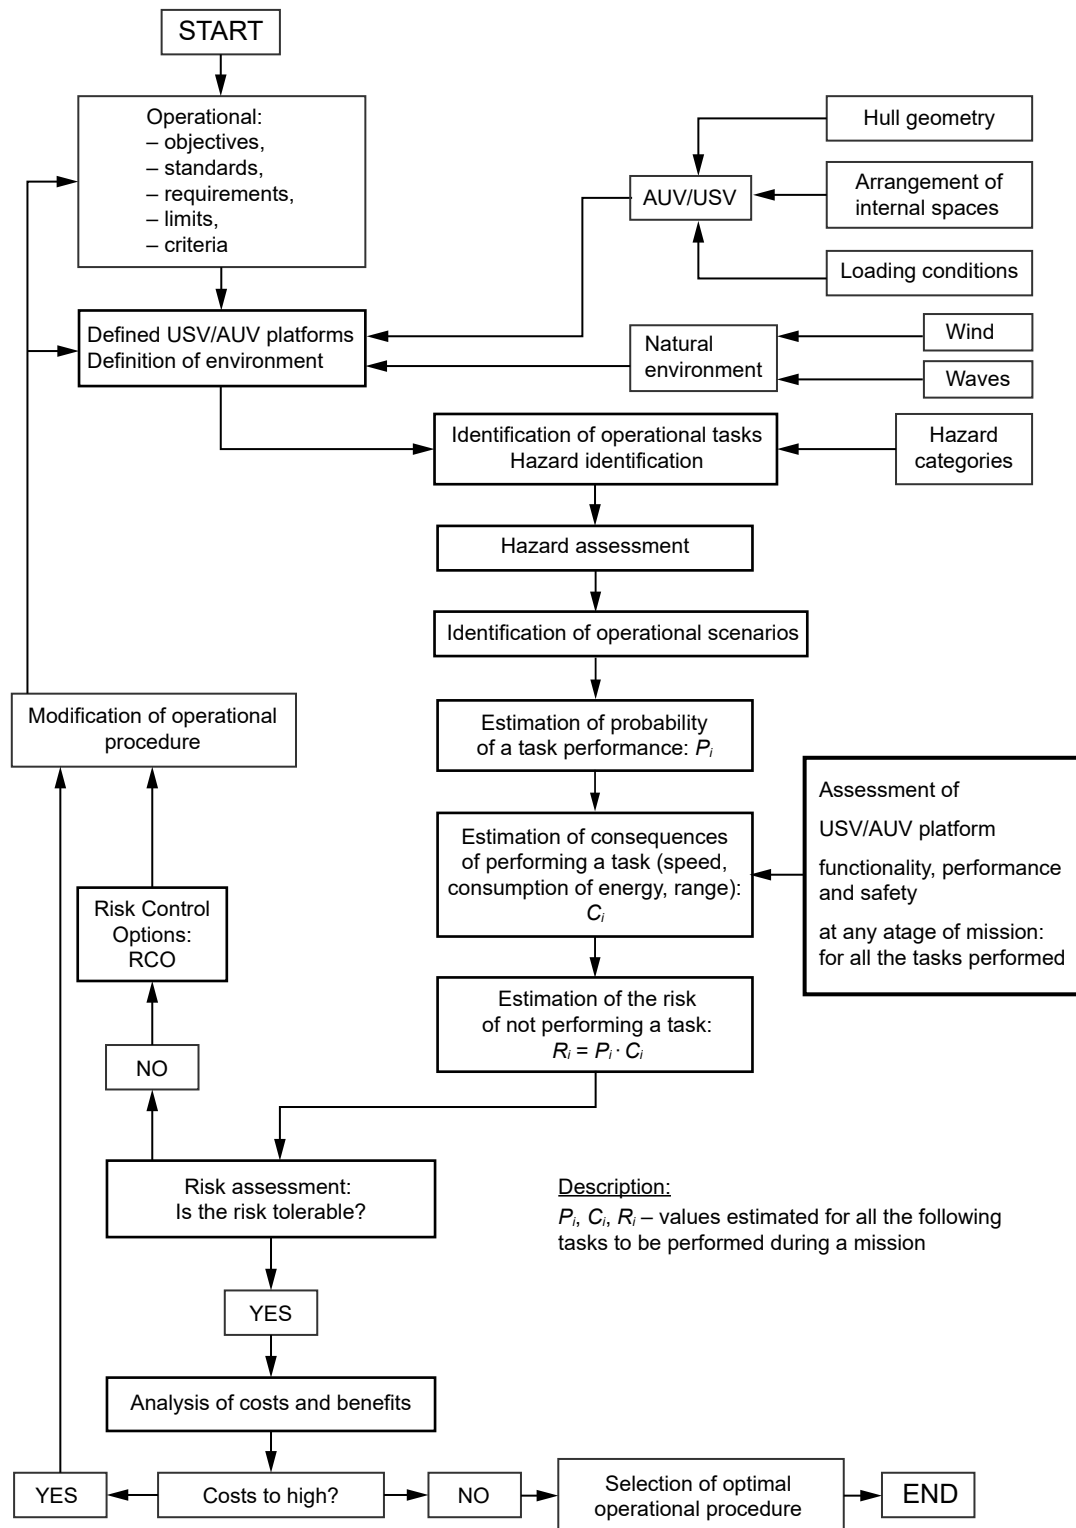 START
Operational:
– objectives,
– standards,
– requirements,
– limits,
– criteria
Hull geometry
AUV/USV
Arrangement of
internal spaces
Loading conditions
Defined USV/AUV platforms
Definition of environment
Natural
environment
Wind
Waves
Identification of operational tasks
Hazard identification
Hazard
categories
Hazard assessment
Identification of operational scenarios
Modification of operational
procedure
Estimation of probability
of a task performance: Pᵢ
Estimation of consequences
of performing a task (speed,
consumption of energy, range):
Cᵢ
Assessment of
USV/AUV platform
functionality, performance
and safety
at any atage of mission:
for all the tasks performed
Risk Control
Options:
RCO
Estimation of the risk
of not performing a task:
Rᵢ = Pᵢ · Cᵢ
NO
Risk assessment:
Is the risk tolerable?
Description:
Pᵢ, Cᵢ, Rᵢ – values estimated for all the following
tasks to be performed during a mission
YES
Analysis of costs and benefits
YES
Costs to high?
NO
Selection of optimal
operational procedure
END